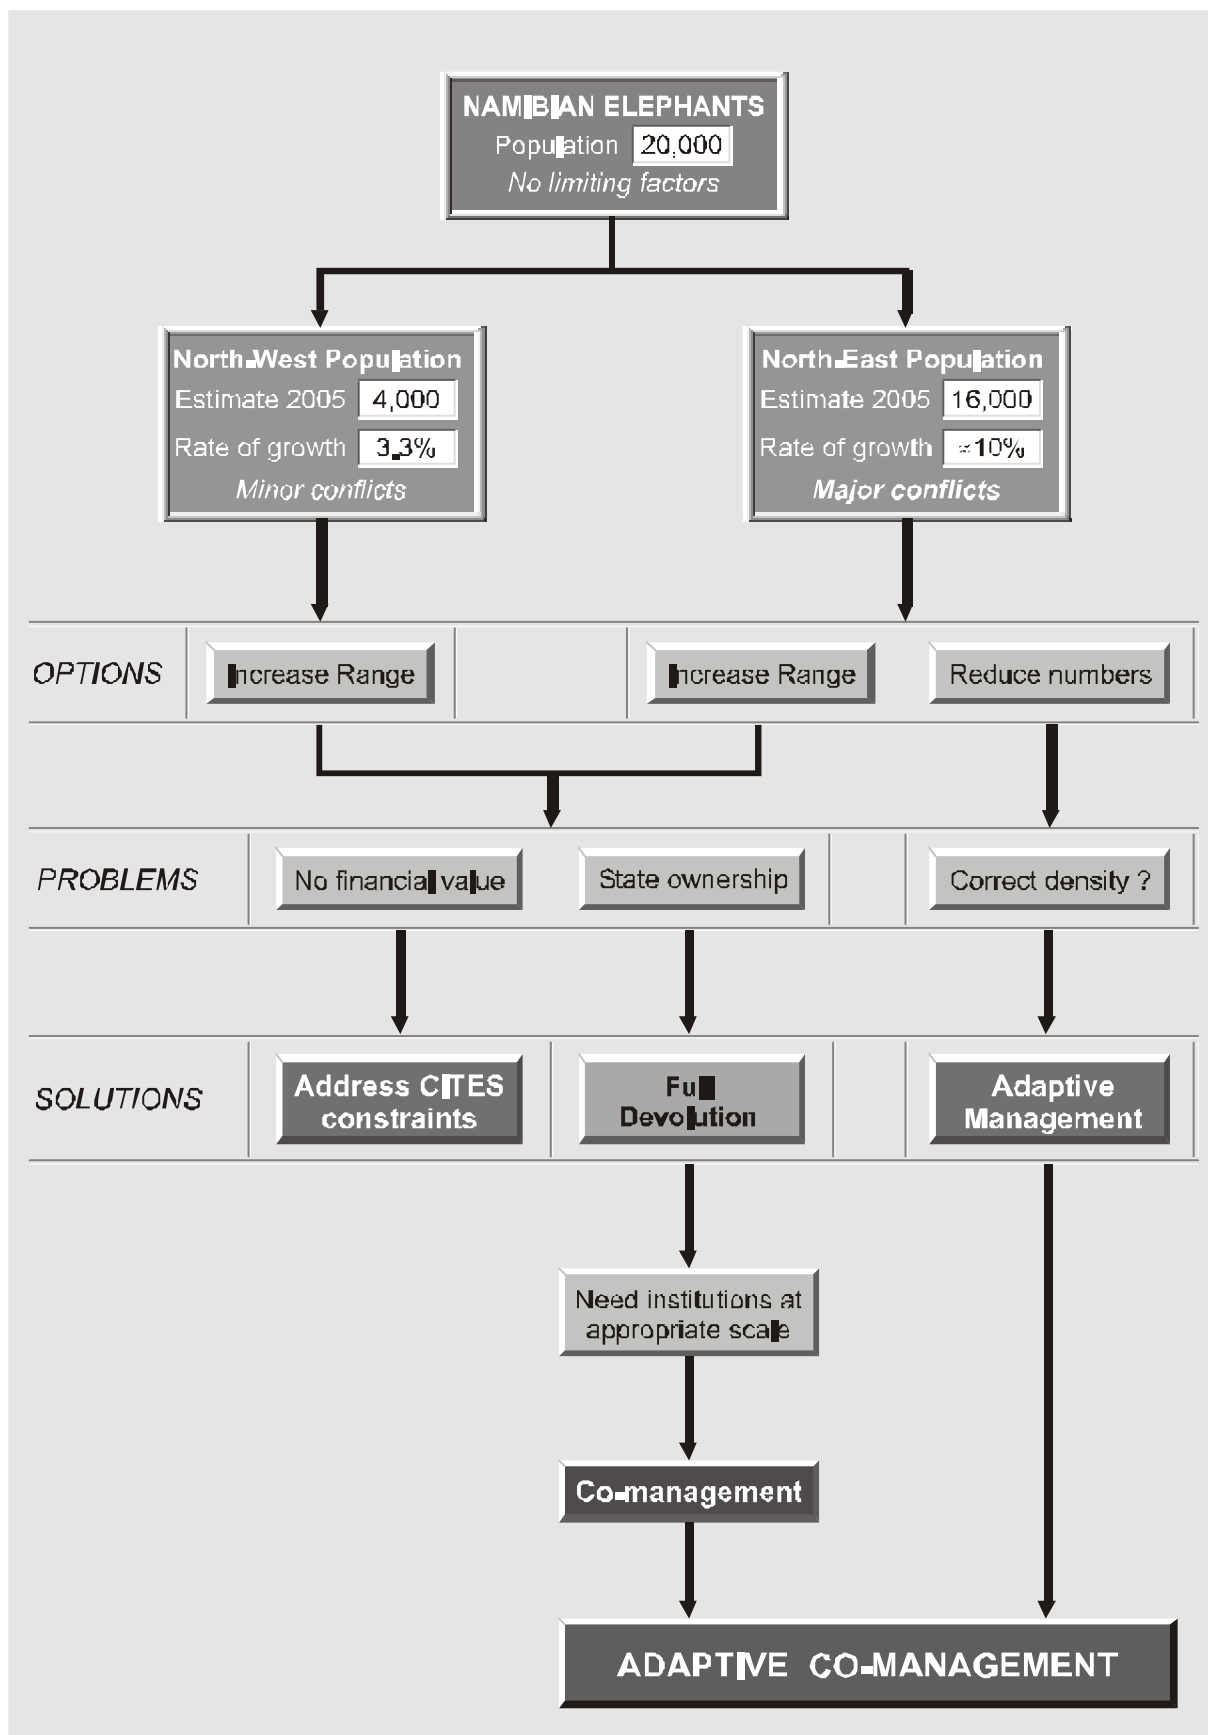 NAMIBIAN ELEPHANTS
Population 20,000
No limiting factors
North-West Population
Estimate 2005 4,000
Rate of growth 3.3%
Minor conflicts
North-East Population
Estimate 2005 16,000
Rate of growth ≈10%
Major conflicts
OPTIONS
Increase Range
Increase Range
Reduce numbers
PROBLEMS
No financial value
State ownership
Correct density ?
SOLUTIONS
Address CITES
constraints
Full
Devolution
Adaptive
Management
Need institutions at
appropriate scale
Co-management
ADAPTIVE CO-MANAGEMENT